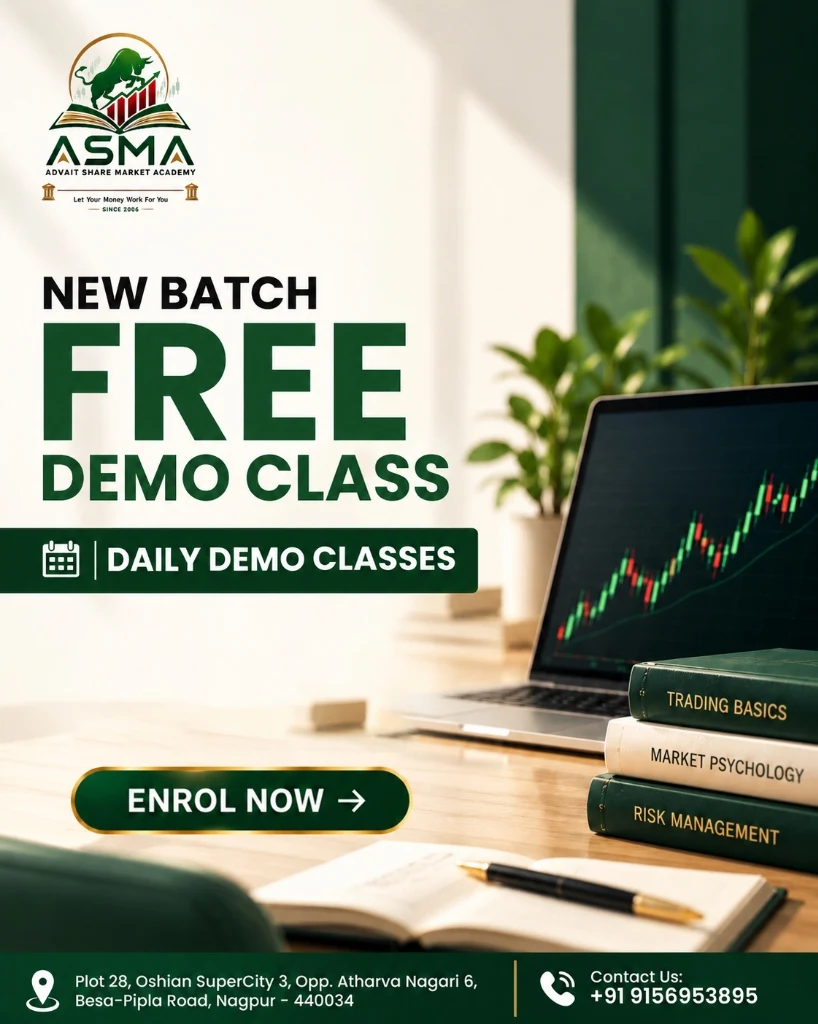 ASMA
ADVAIT SHARE MARKET ACADEMY
Let Your Money Work For You
SINCE 2006
NEW BATCH
FREE
DEMO CLASS
DAILY DEMO CLASSES
TRADING BASICS
MARKET PSYCHOLOGY
RISK MANAGEMENT
ENROL NOW →
Plot 28, Oshian SuperCity 3, Opp. Atharva Nagari 6,
Besa-Pipla Road, Nagpur - 440034
Contact Us:
+91 9156953895